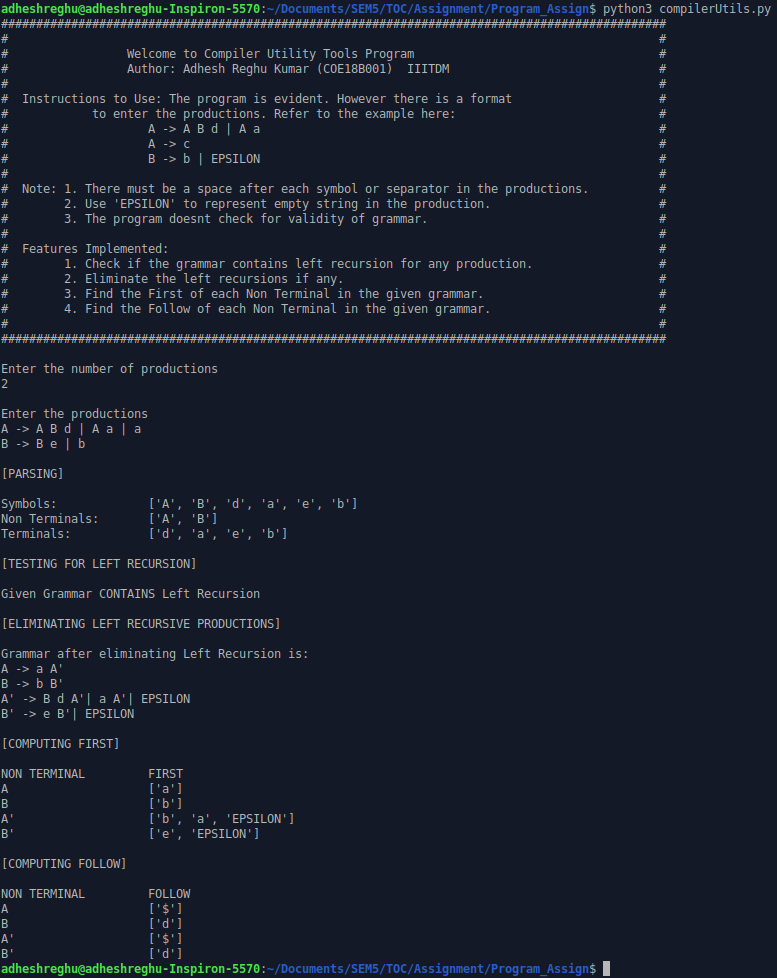 adheshreghu@adheshreghu-Inspiron-5570:~/Documents/SEM5/TOC/Assignment/Program_Assign$ python3 compilerUtils.py
###############################################################################################
#                                                                                             #
#                 Welcome to Compiler Utility Tools Program                                   #
#                 Author: Adhesh Reghu Kumar (COE18B001)  IIITDM                              #
#                                                                                             #
#  Instructions to Use: The program is evident. However there is a format                     #
#            to enter the productions. Refer to the example here:                             #
#                    A -> A B d | A a                                                         #
#                    A -> c                                                                   #
#                    B -> b | EPSILON                                                         #
#                                                                                             #
#  Note: 1. There must be a space after each symbol or separator in the productions.          #
#        2. Use 'EPSILON' to represent empty string in the production.                        #
#        3. The program doesnt check for validity of grammar.                                 #
#                                                                                             #
#  Features Implemented:                                                                      #
#        1. Check if the grammar contains left recursion for any production.                  #
#        2. Eliminate the left recursions if any.                                             #
#        3. Find the First of each Non Terminal in the given grammar.                         #
#        4. Find the Follow of each Non Terminal in the given grammar.                        #
#                                                                                             #
###############################################################################################
Enter the number of productions
2
Enter the productions
A -> A B d | A a | a
B -> B e | b
[PARSING]
Symbols:             ['A', 'B', 'd', 'a', 'e', 'b']
Non Terminals:       ['A', 'B']
Terminals:           ['d', 'a', 'e', 'b']
[TESTING FOR LEFT RECURSION]
Given Grammar CONTAINS Left Recursion
[ELIMINATING LEFT RECURSIVE PRODUCTIONS]
Grammar after eliminating Left Recursion is:
A -> a A'
B -> b B'
A' -> B d A'| a A'| EPSILON
B' -> e B'| EPSILON
[COMPUTING FIRST]
NON TERMINAL         FIRST
A                    ['a']
B                    ['b']
A'                   ['b', 'a', 'EPSILON']
B'                   ['e', 'EPSILON']
[COMPUTING FOLLOW]
NON TERMINAL         FOLLOW
A                    ['$']
B                    ['d']
A'                   ['$']
B'                   ['d']
adheshreghu@adheshreghu-Inspiron-5570:~/Documents/SEM5/TOC/Assignment/Program_Assign$